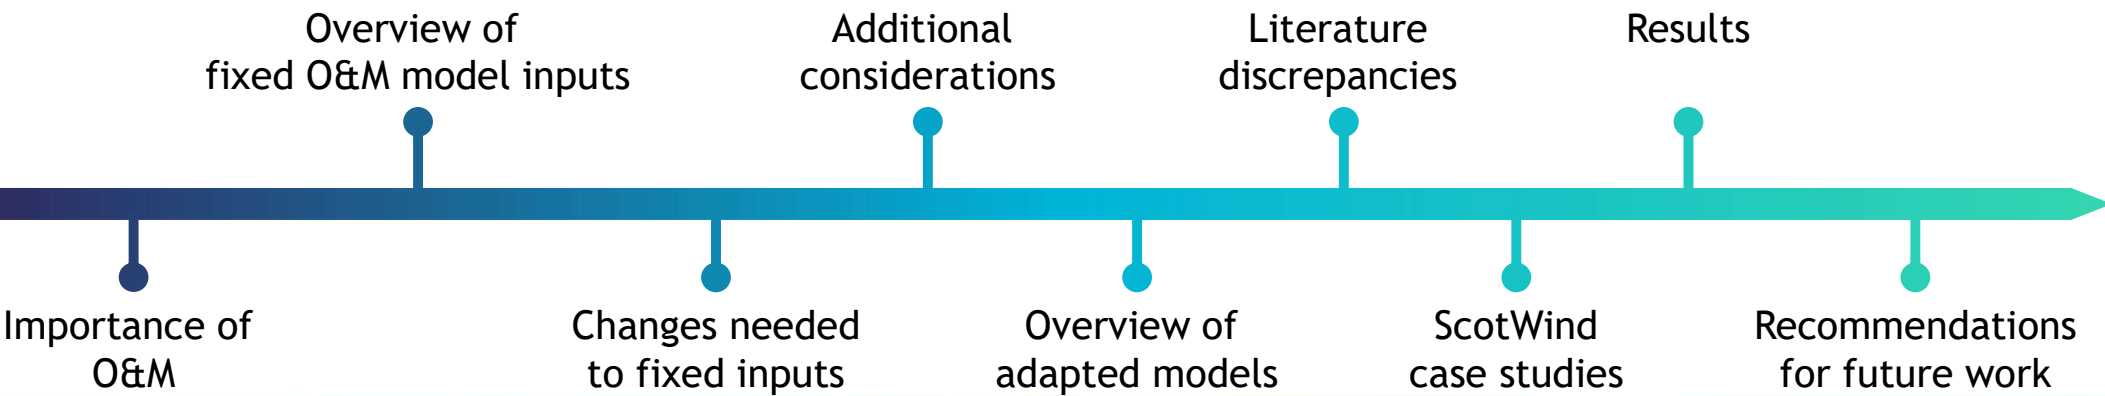 Overview of
fixed O&M model inputs
Additional
considerations
Literature
discrepancies
Results
Importance of
O&M
Changes needed
to fixed inputs
Overview of
adapted models
ScotWind
case studies
Recommendations
for future work